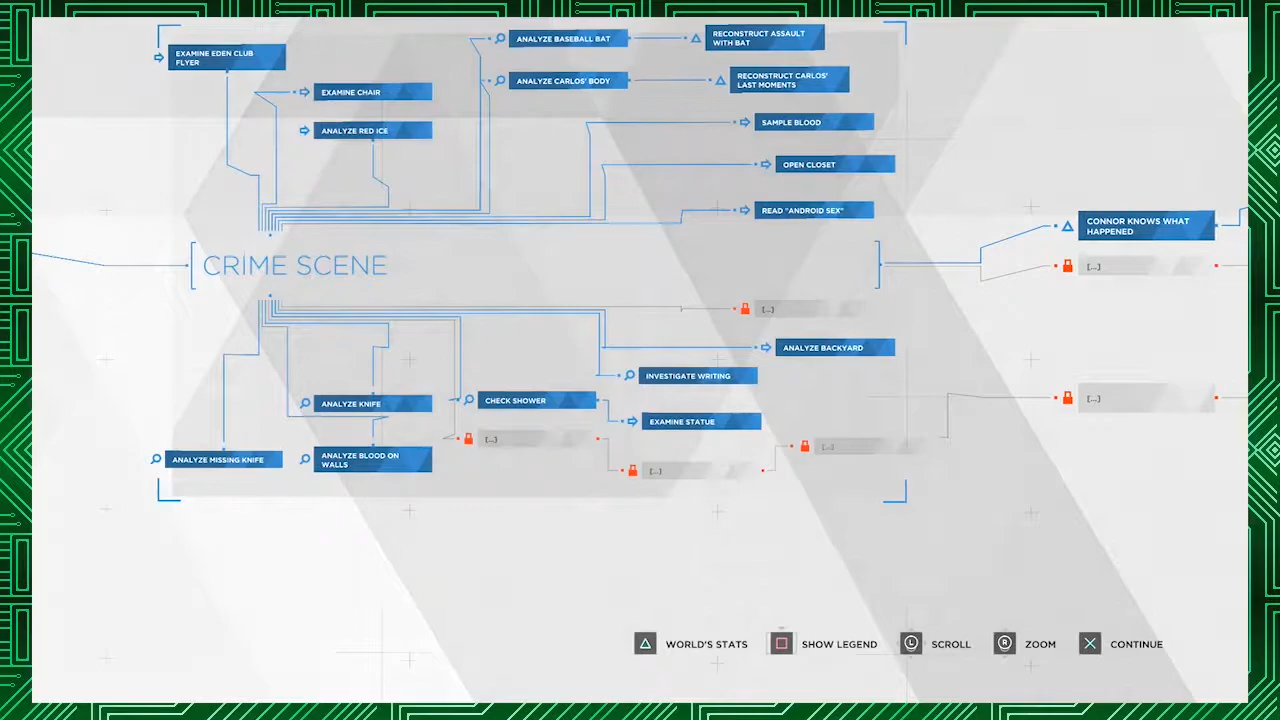 EXAMINE EDEN CLUB
FLYER
ANALYZE BASEBALL BAT
RECONSTRUCT ASSAULT
WITH BAT
ANALYZE CARLOS' BODY
RECONSTRUCT CARLOS'
LAST MOMENTS
EXAMINE CHAIR
ANALYZE RED ICE
SAMPLE BLOOD
OPEN CLOSET
READ "ANDROID SEX"
CONNOR KNOWS WHAT
HAPPENED
CRIME SCENE
[...]
[...]
ANALYZE BACKYARD
INVESTIGATE WRITING
ANALYZE KNIFE
CHECK SHOWER
[...]
EXAMINE STATUE
[...]
[...]
ANALYZE MISSING KNIFE
ANALYZE BLOOD ON
WALLS
[...]
WORLD'S STATS
SHOW LEGEND
L SCROLL
R ZOOM
CONTINUE